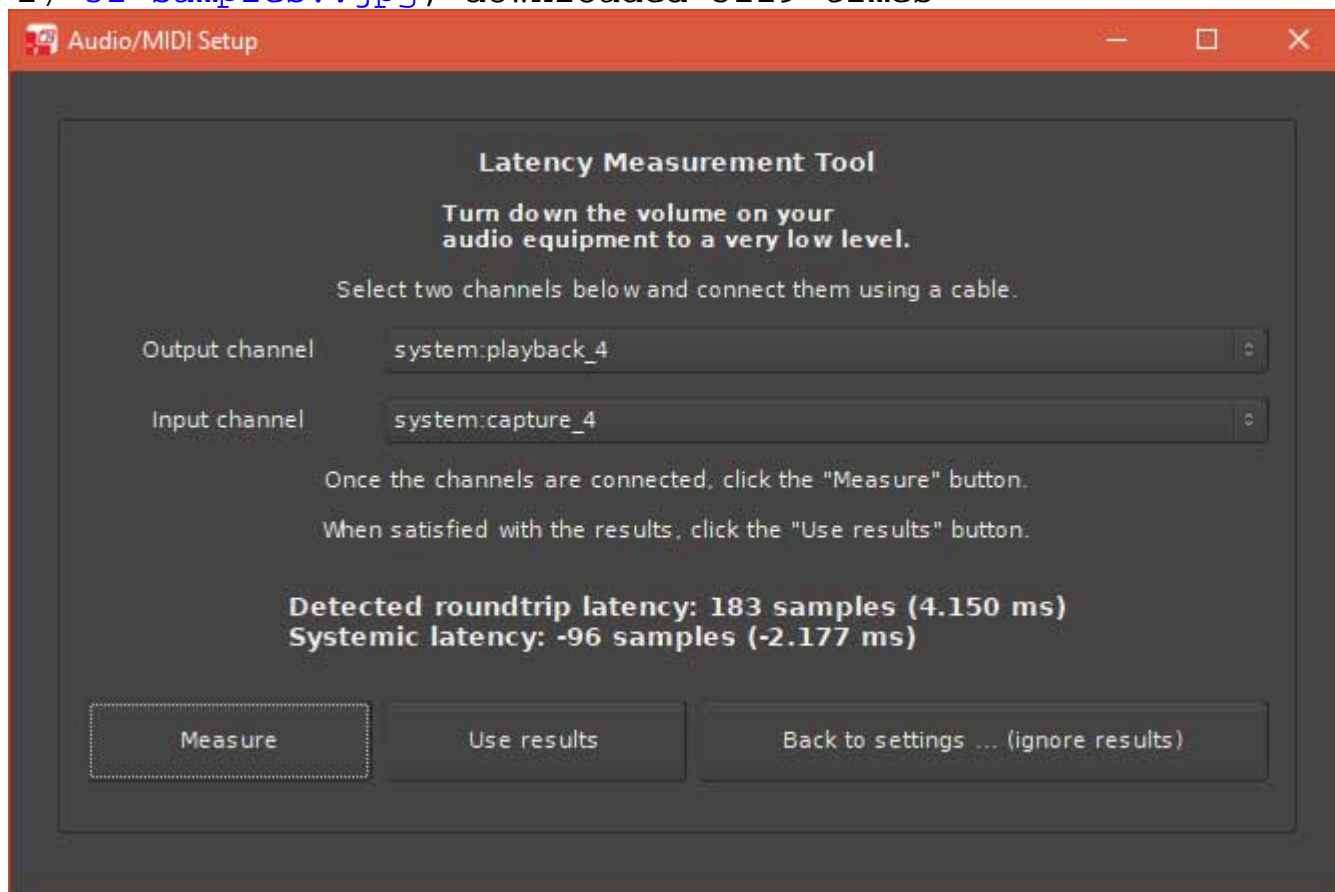 Audio/MIDI Setup
Latency Measurement Tool
Turn down the volume on your
audio equipment to a very low level.
Select two channels below and connect them using a cable.
Output channel system:playback_4
Input channel system:capture_4
Once the channels are connected, click the "Measure" button.
When satisfied with the results, click the "Use results" button.
Detected roundtrip latency: 183 samples (4.150 ms)
Systemic latency: -96 samples (-2.177 ms)
Measure Use results Back to settings ... (ignore results)